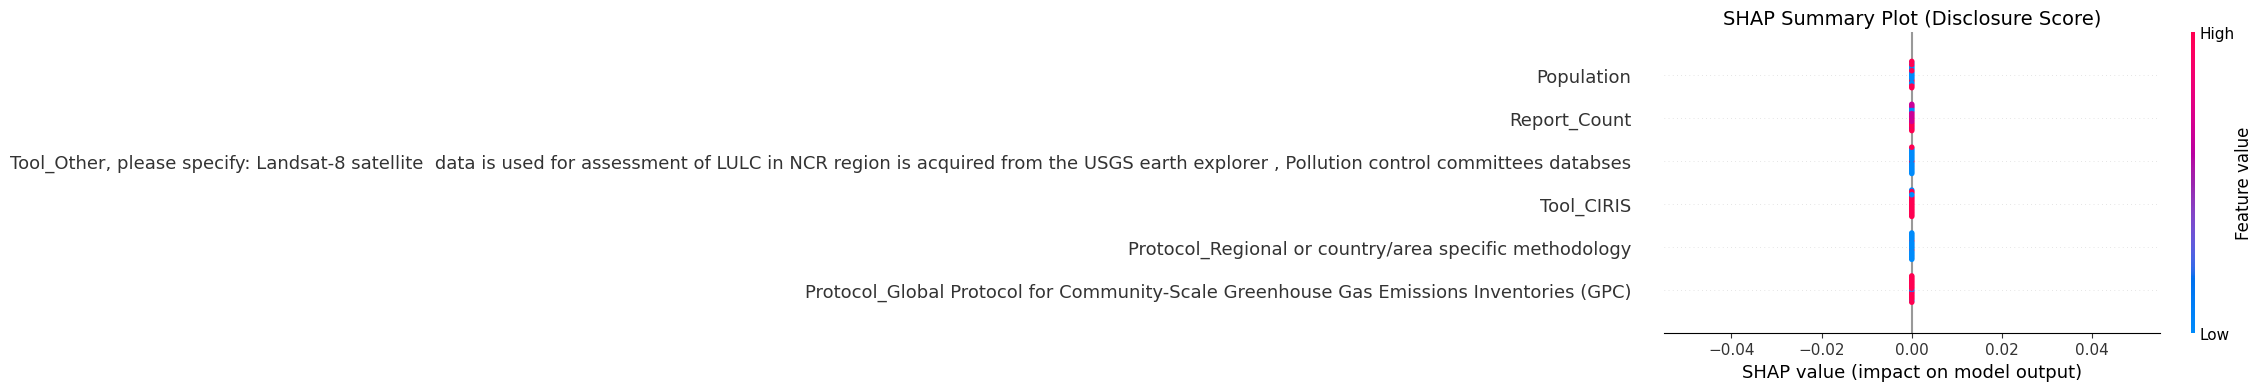 SHAP Summary Plot (Disclosure Score)
High
Population
Report_Count
Tool_Other, please specify: Landsat-8 satellite  data is used for assessment of LULC in NCR region is acquired from the USGS earth explorer , Pollution control committees databses
Tool_CIRIS
Protocol_Regional or country/area specific methodology
Protocol_Global Protocol for Community-Scale Greenhouse Gas Emissions Inventories (GPC)
Feature value
Low
−0.04 −0.02 0.00 0.02 0.04
SHAP value (impact on model output)